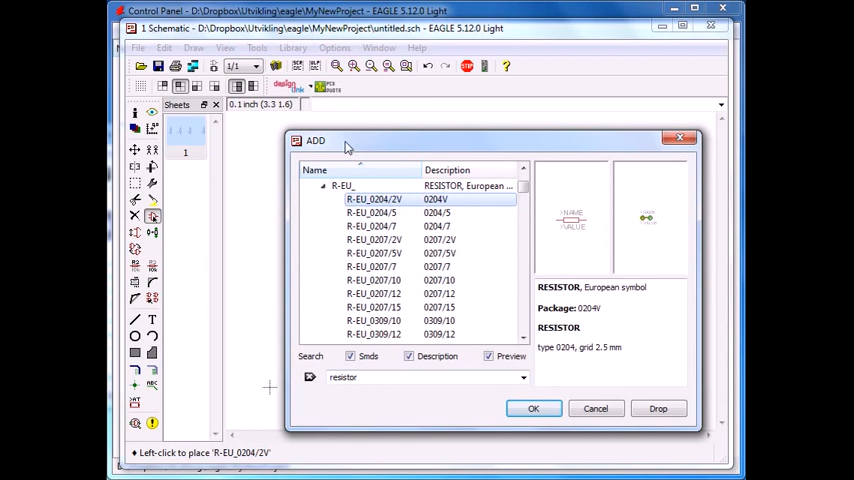 Control Panel - D:\Dropbox\Utvikling\eagle\MyNewProject - EAGLE 5.12.0 Light
1 Schematic - D:\Dropbox\Utvikling\eagle\MyNewProject\untitled.sch - EAGLE 5.12.0 Light
File Edit Draw View Tools Library Options Window Help
1/1
design link PCB QUOTE
Sheets
0.1 inch (3.3 1.6)
1
ADD
Name Description
R-EU_ RESISTOR, European ...
R-EU_0204/2V 0204V
R-EU_0204/5 0204/5
R-EU_0204/7 0204/7
R-EU_0207/2V 0207/2V
R-EU_0207/5V 0207/5V
R-EU_0207/7 0207/7
R-EU_0207/10 0207/10
R-EU_0207/12 0207/12
R-EU_0207/15 0207/15
R-EU_0309/10 0309/10
R-EU_0309/12 0309/12
>NAME
>VALUE
RESISTOR, European symbol
Package: 0204V
RESISTOR
type 0204, grid 2.5 mm
Search Smds Description Preview
resistor
OK Cancel Drop
Left-click to place 'R-EU_0204/2V'